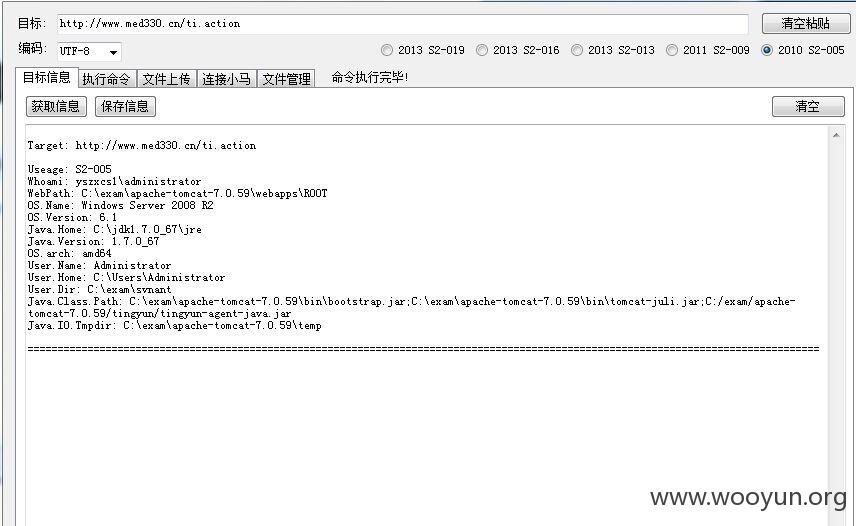 目标: http://www.med330.cn/ti.action 清空粘贴
编码: UTF-8 2013 S2-019 2013 S2-016 2013 S2-013 2011 S2-009 2010 S2-005
目标信息 执行命令 文件上传 连接小马 文件管理 命令执行完毕!
获取信息 保存信息 清空
Target: http://www.med330.cn/ti.action
Useage: S2-005
Whoami: yszxcs1\administrator
WebPath: C:\exam\apache-tomcat-7.0.59\webapps\ROOT
OS.Name: Windows Server 2008 R2
OS.Version: 6.1
Java.Home: C:\jdk1.7.0_67\jre
Java.Version: 1.7.0_67
OS.arch: amd64
User.Name: Administrator
User.Home: C:\Users\Administrator
User.Dir: C:\exam\svnant
Java.Class.Path: C:\exam\apache-tomcat-7.0.59\bin\bootstrap.jar;C:\exam\apache-tomcat-7.0.59\bin\tomcat-juli.jar;C:/exam/apache-
tomcat-7.0.59/tingyun/tingyun-agent-java.jar
Java.IO.Tmpdir: C:\exam\apache-tomcat-7.0.59\temp
www.wooyun.org